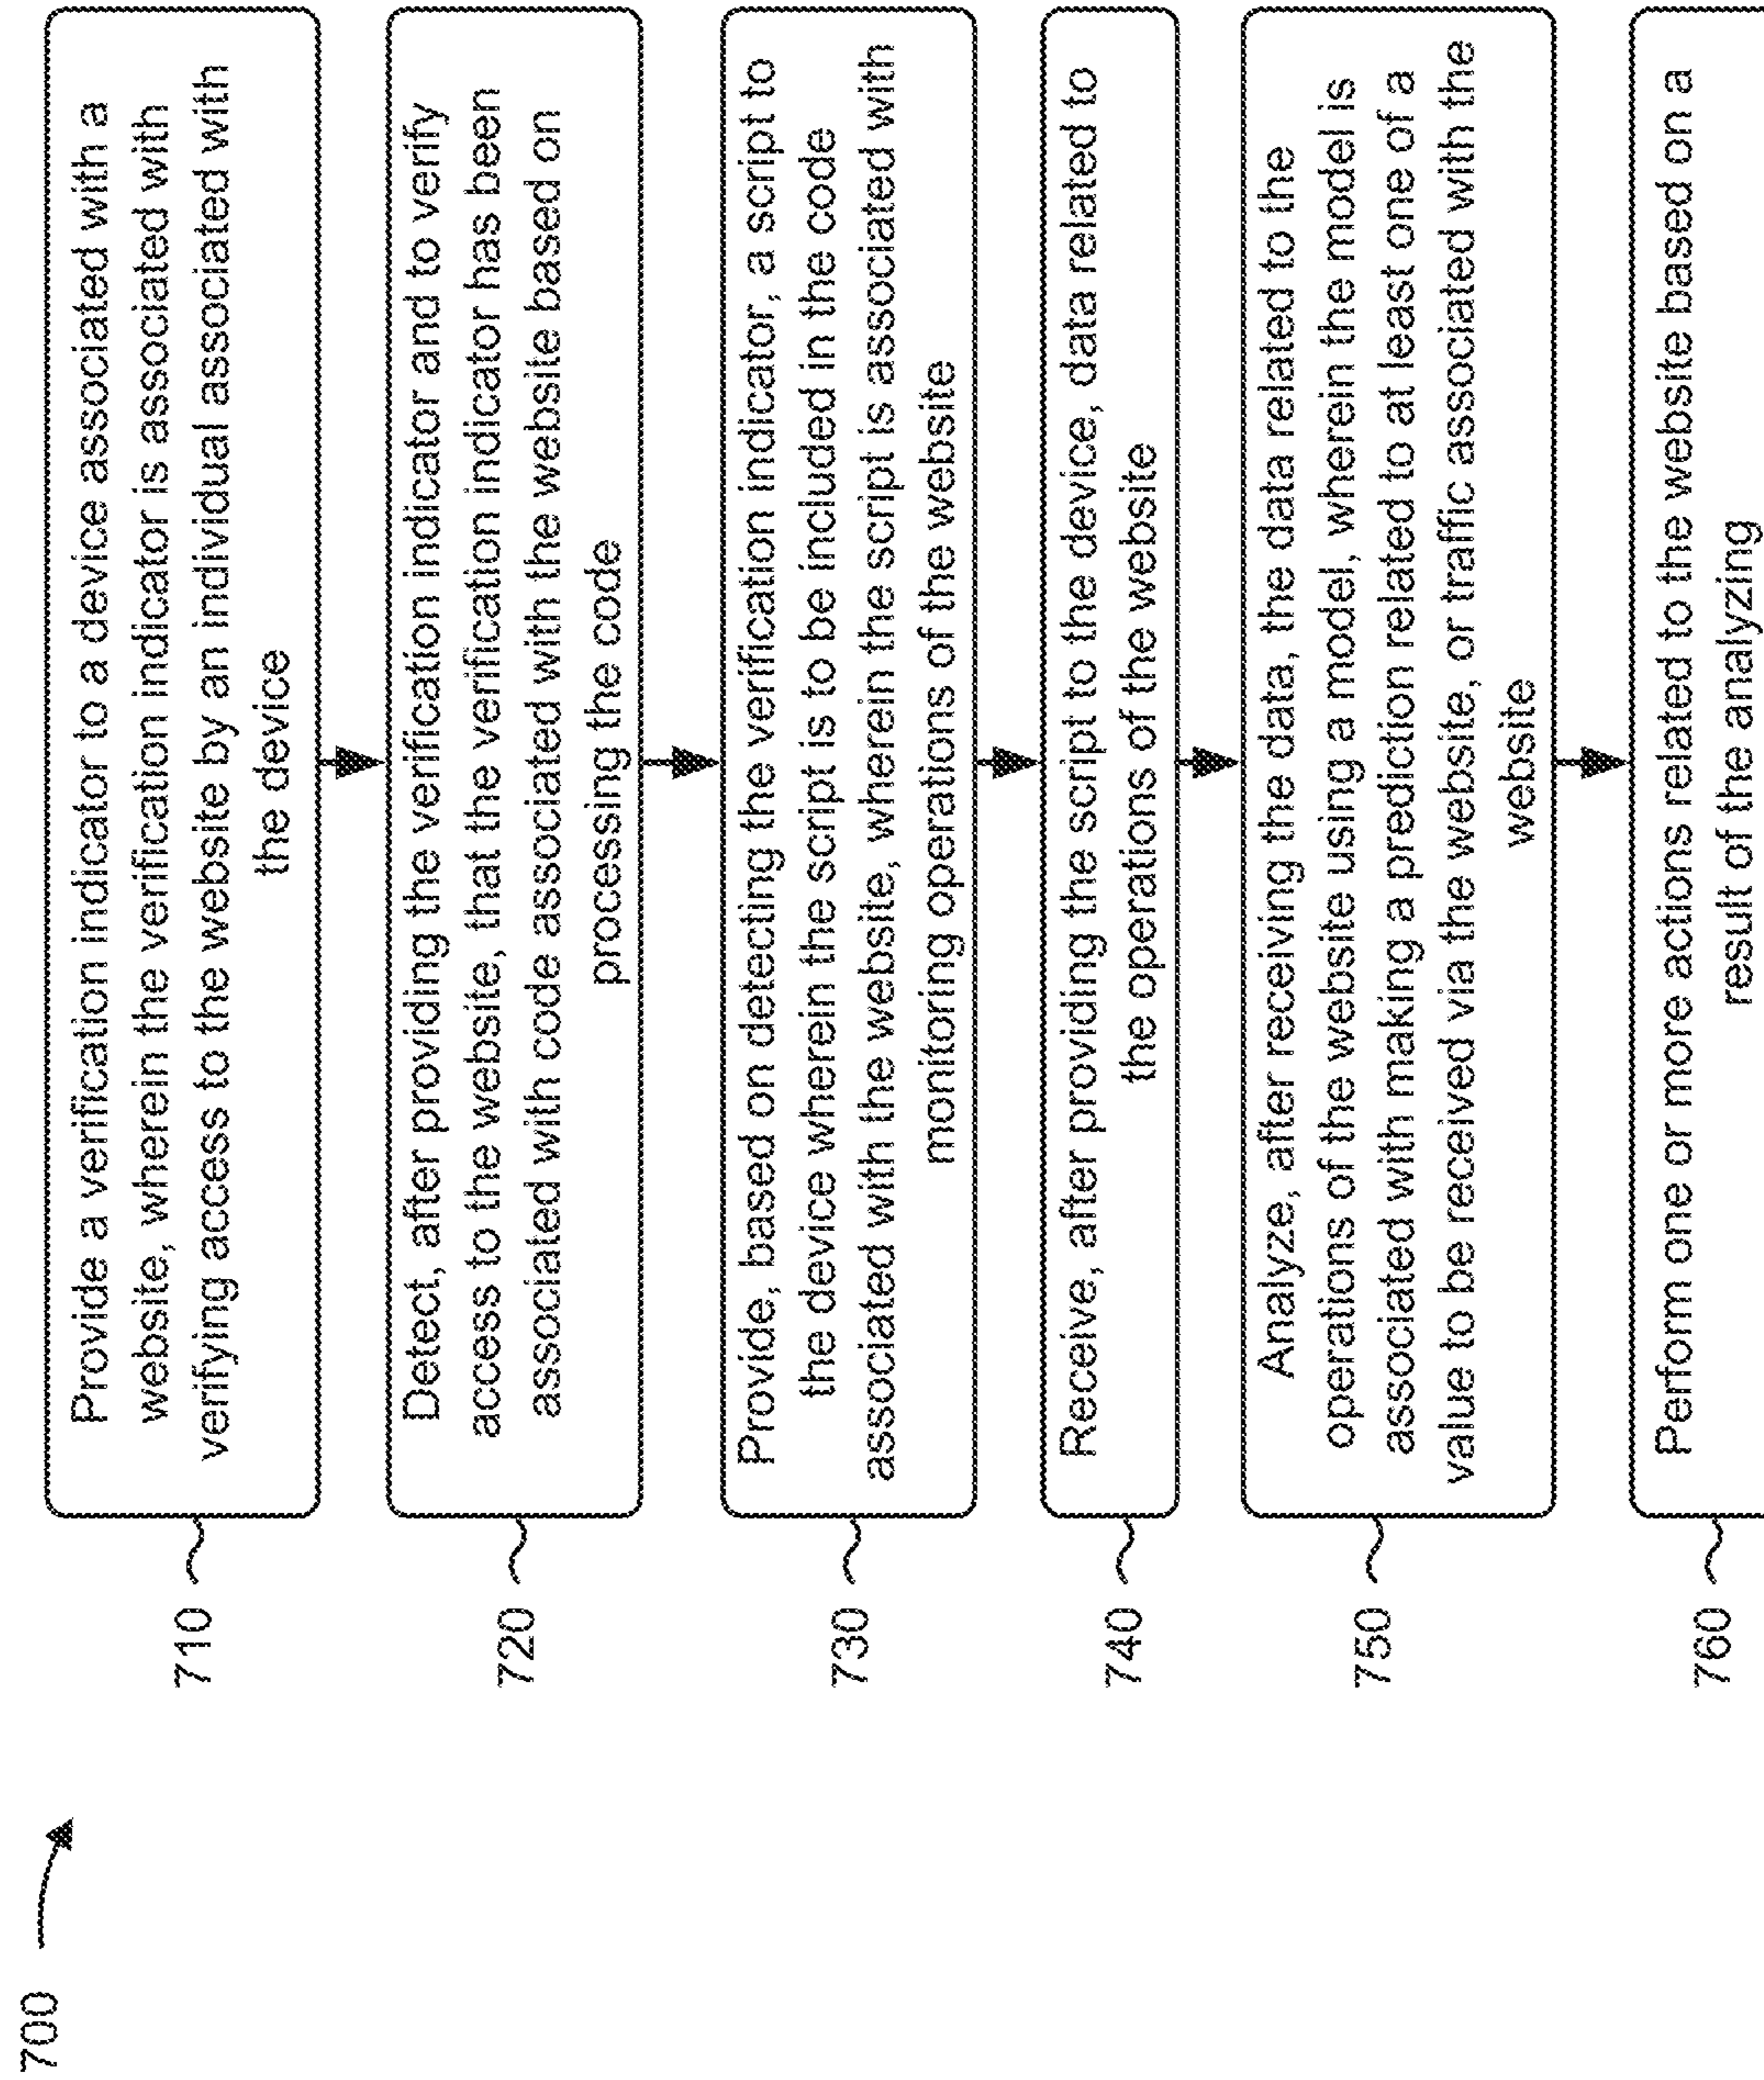 700
710
Provide a verification indicator to a device associated with a
website, wherein the verification indicator is associated with
verifying access to the website by an individual associated with
the device
720
Detect, after providing the verification indicator and to verify
access to the website, that the verification indicator has been
associated with code associated with the website based on
processing the code
730
Provide, based on detecting the verification indicator, a script to
the device wherein the script is to be included in the code
associated with the website, wherein the script is associated with
monitoring operations of the website
740
Receive, after providing the script to the device, data related to
the operations of the website
750
Analyze, after receiving the data, the data related to the
operations of the website using a model, wherein the model is
associated with making a prediction related to at least one of a
value to be received via the website, or traffic associated with the
website
760
Perform one or more actions related to the website based on a
result of the analyzing